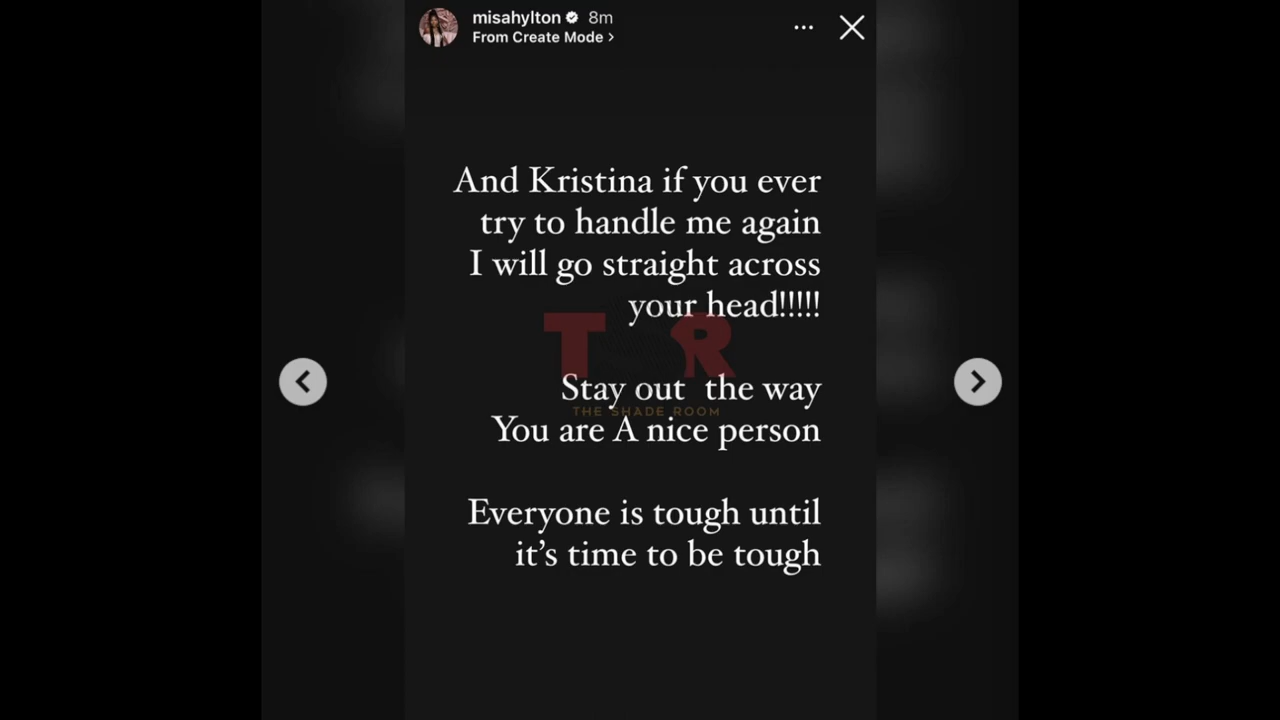 misahylton 8m
From Create Mode >
And Kristina if you ever
try to handle me again
I will go straight across
your head!!!!!
TSR
Stay out the way
THE SHADE ROOM
You are A nice person
Everyone is tough until
it’s time to be tough